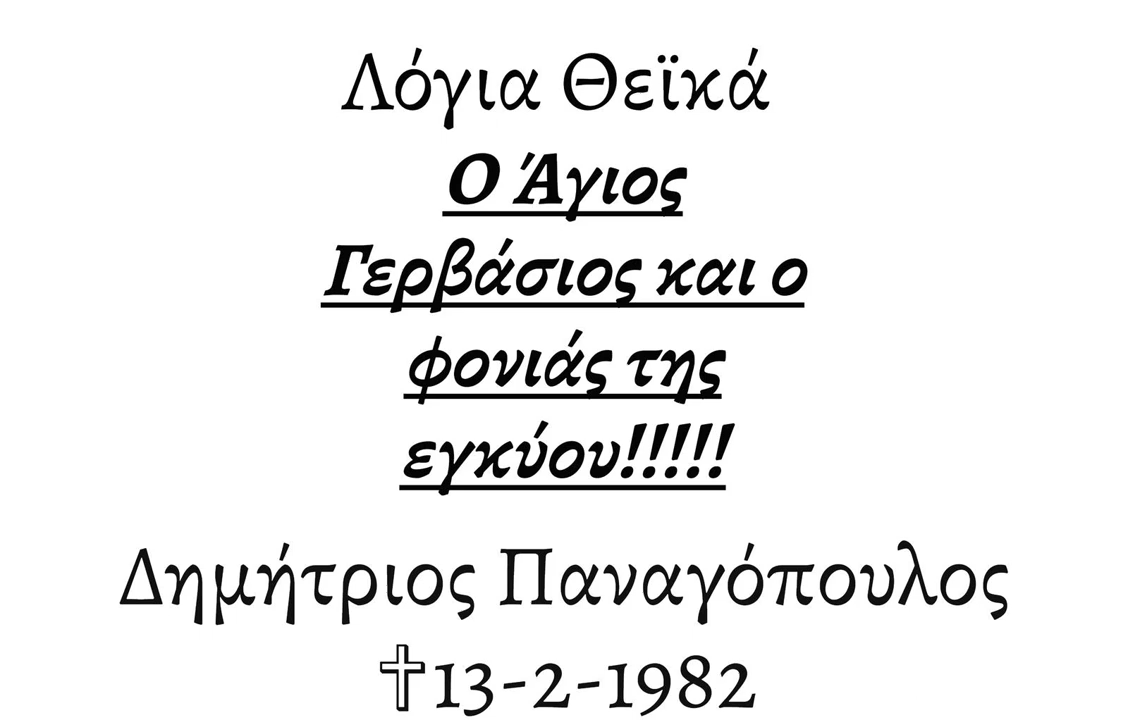 Λόγια Θεϊκά
Ο Άγιος
Γερβάσιος και ο
φονιάς της
εγκύου!!!!!
Δημήτριος Παναγόπουλος
✝13-2-1982